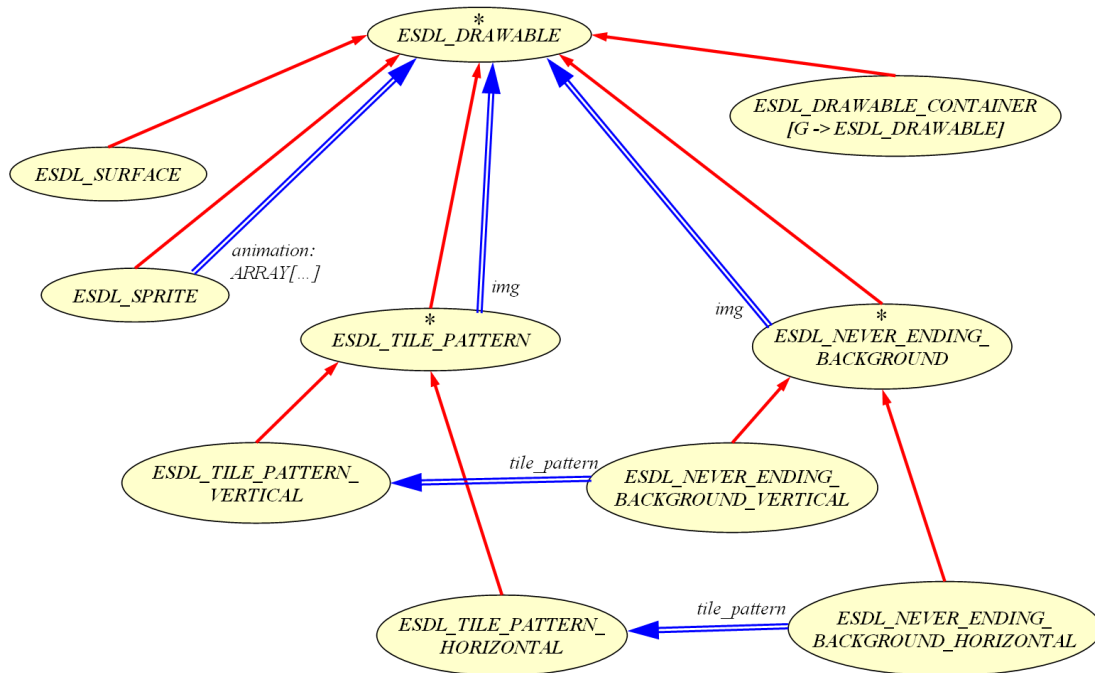 *
ESDL_DRAWABLE
ESDL_DRAWABLE_CONTAINER
[G -> ESDL_DRAWABLE]
ESDL_SURFACE
animation:
ARRAY[...]
ESDL_SPRITE
img
img
*
ESDL_TILE_PATTERN
*
ESDL_NEVER_ENDING_
BACKGROUND
ESDL_TILE_PATTERN_
VERTICAL
tile_pattern
ESDL_NEVER_ENDING_
BACKGROUND_VERTICAL
ESDL_TILE_PATTERN_
HORIZONTAL
tile_pattern
ESDL_NEVER_ENDING_
BACKGROUND_HORIZONTAL